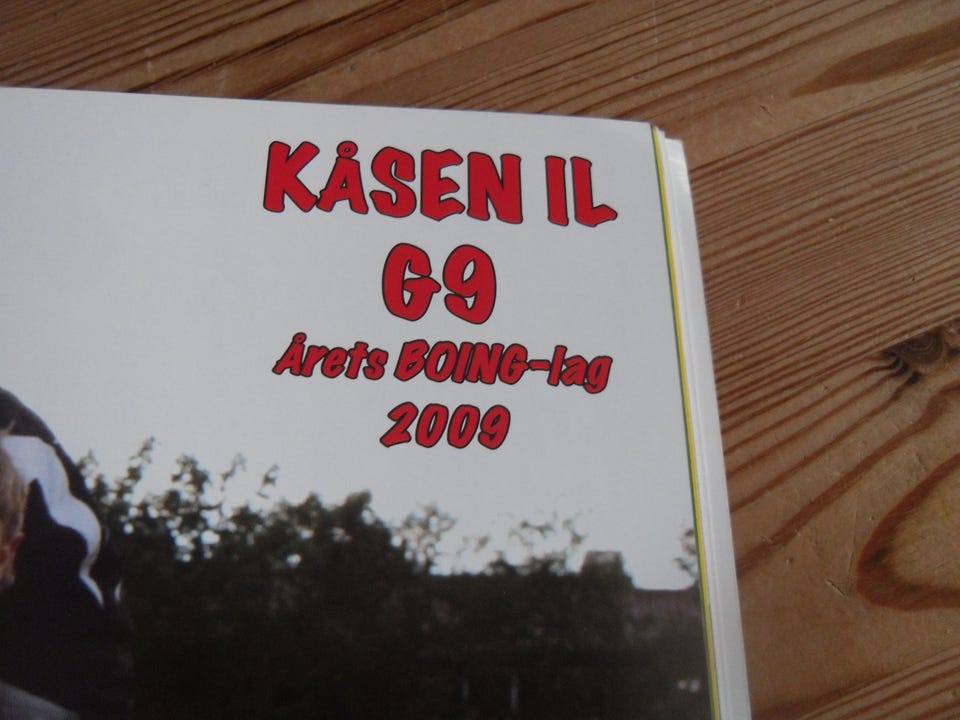 KÅSEN IL
G9
Årets BOING-lag
2009